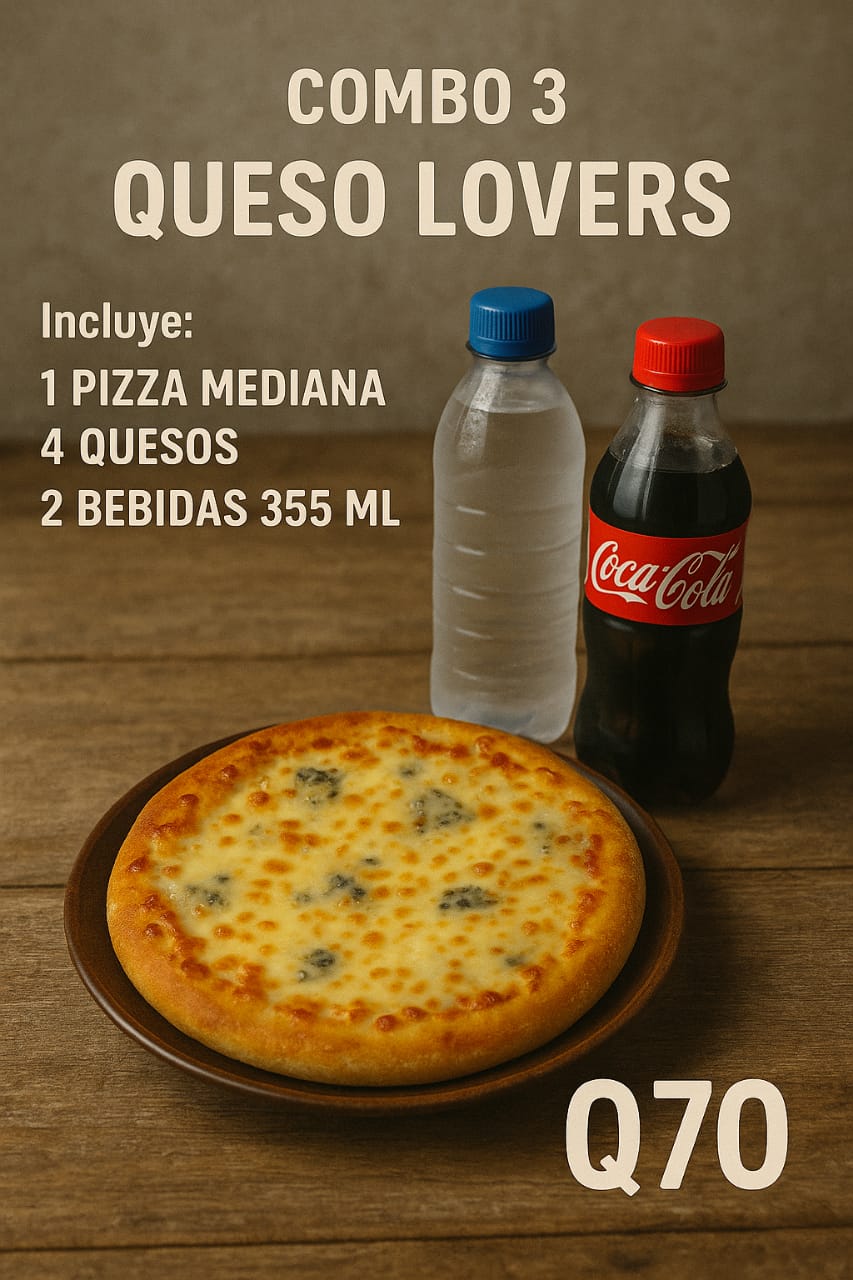 COMBO 3
QUESO LOVERS
Incluye:
1 PIZZA MEDIANA
4 QUESOS
2 BEBIDAS 355 ML
Coca-Cola
Q70